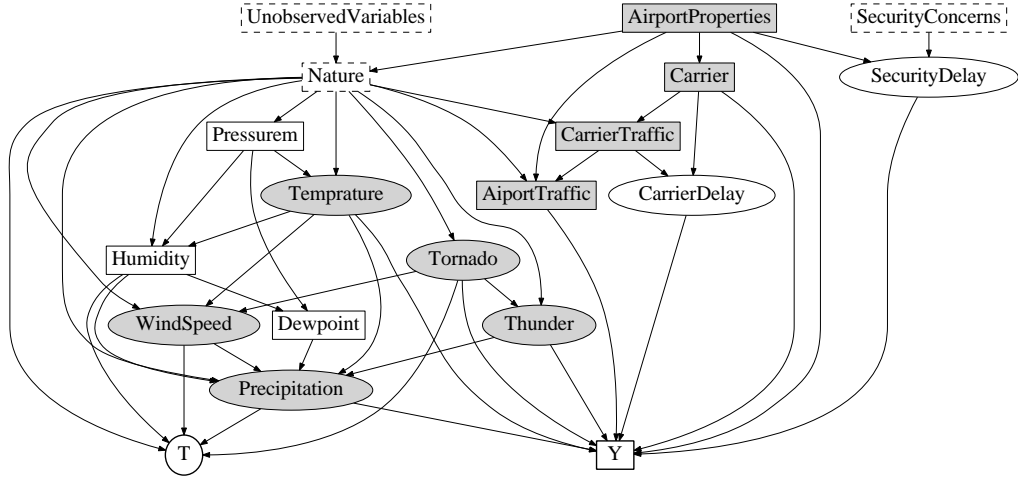 UnobservedVariables
AirportProperties
SecurityConcerns
Nature
Carrier
SecurityDelay
Pressurem
CarrierTraffic
Temprature
AiportTraffic
CarrierDelay
Humidity
Tornado
WindSpeed
Dewpoint
Thunder
Precipitation
T
Y